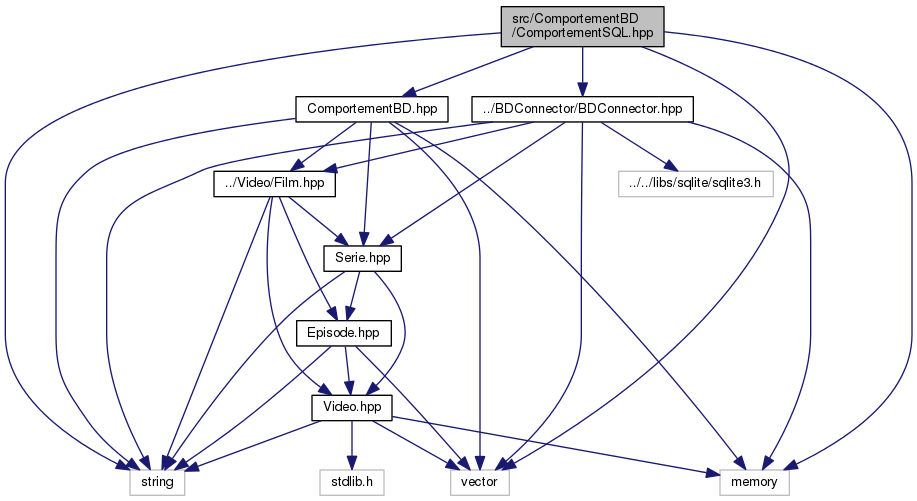 src/ComportementBD
/ComportementSQL.hpp
ComportementBD.hpp
../BDConnector/BDConnector.hpp
../Video/Film.hpp
../../libs/sqlite/sqlite3.h
Serie.hpp
Episode.hpp
Video.hpp
string
stdlib.h
vector
memory